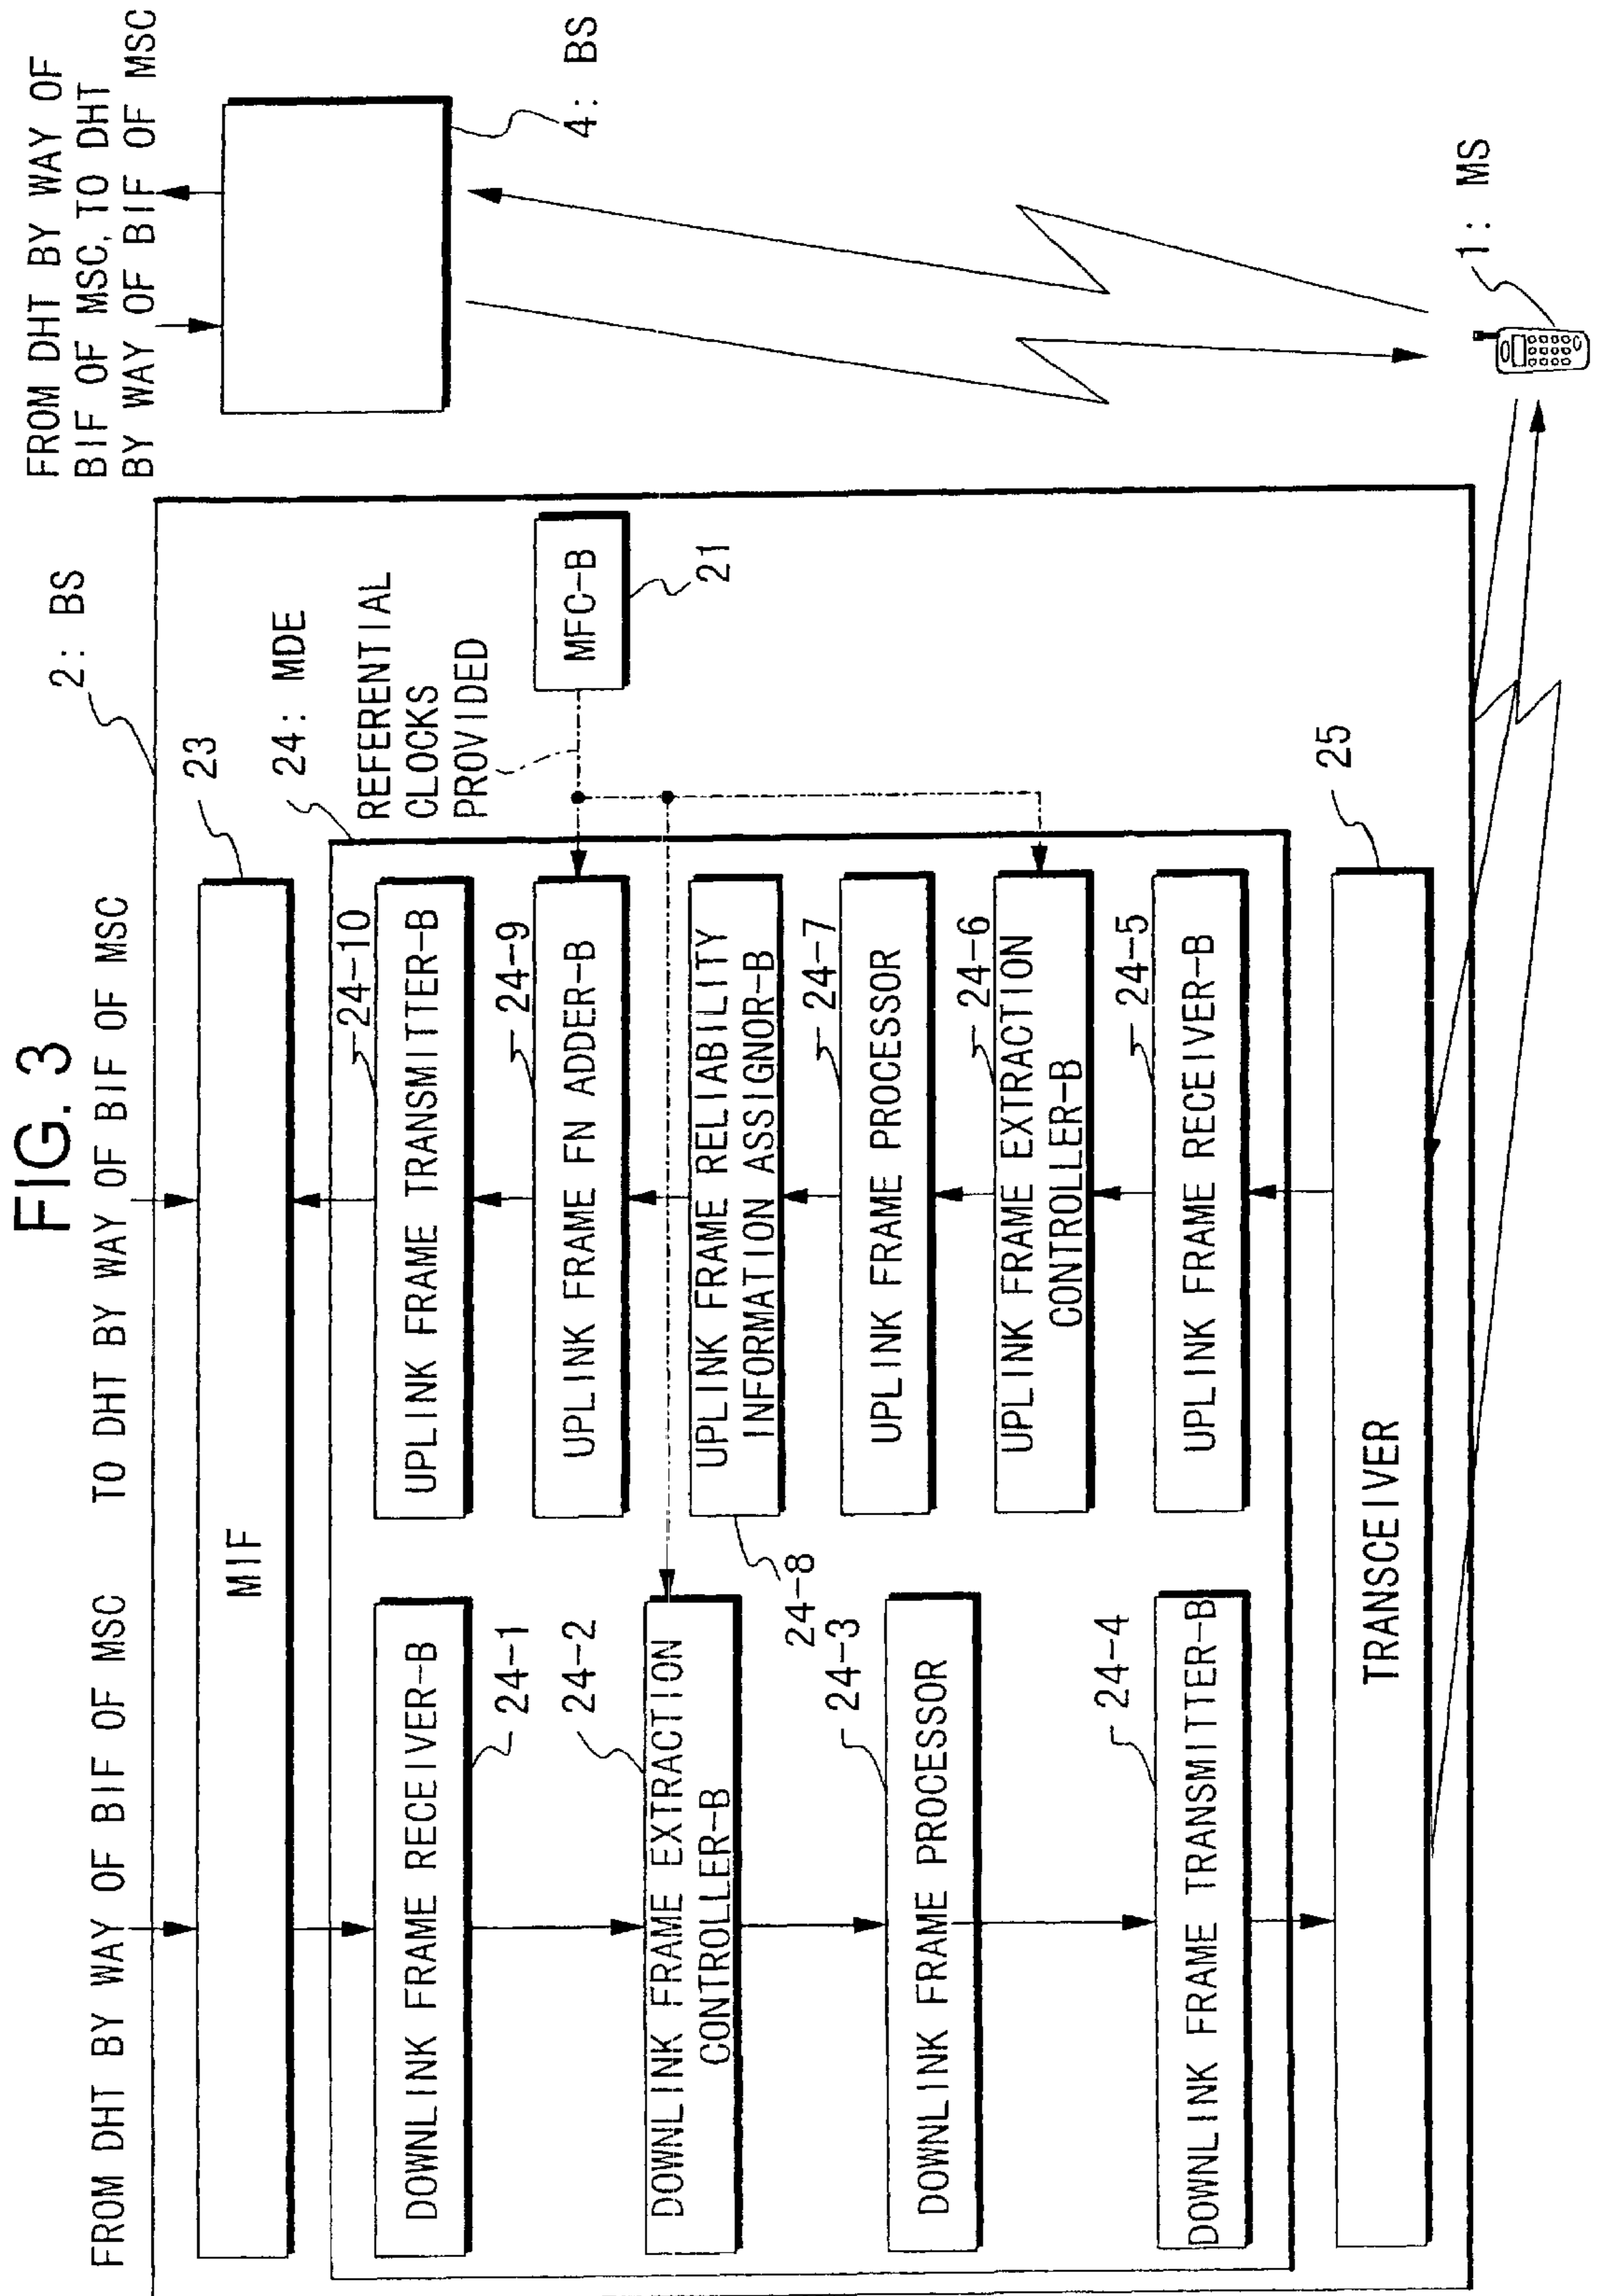 FIG. 3
FROM DHT BY WAY OF BIF OF MSC
TO DHT BY WAY OF BIF OF MSC
FROM DHT BY WAY OF
BIF OF MSC, TO DHT
BY WAY OF BIF OF MSC
2: BS
4: BS
MIF
23
24: MDE
REFERENTIAL
CLOCKS
PROVIDED
MFC-B
21
DOWNLINK FRAME RECEIVER-B
24-1
DOWNLINK FRAME EXTRACTION
CONTROLLER-B
24-2
DOWNLINK FRAME PROCESSOR
24-3
DOWNLINK FRAME TRANSMITTER-B
24-4
UPLINK FRAME TRANSMITTER-B
24-10
UPLINK FRAME FN ADDER-B
24-9
UPLINK FRAME RELIABILITY
INFORMATION ASSIGNOR-B
24-8
UPLINK FRAME PROCESSOR
24-7
UPLINK FRAME EXTRACTION
CONTROLLER-B
24-6
UPLINK FRAME RECEIVER-B
24-5
TRANSCEIVER
25
1: MS